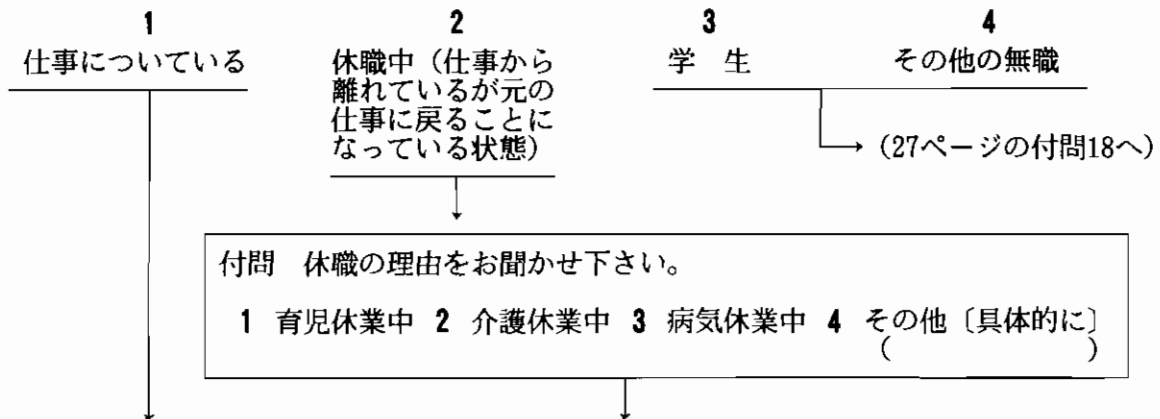 1 2 3 4
仕事についている 休職中（仕事から 学 生 その他の無職
離れているが元の
仕事に戻ることに
なっている状態）
（27ページの付問18へ）
付問 休職の理由をお聞かせ下さい。
1 育児休業中 2 介護休業中 3 病気休業中 4 その他〔具体的に〕
（ ）